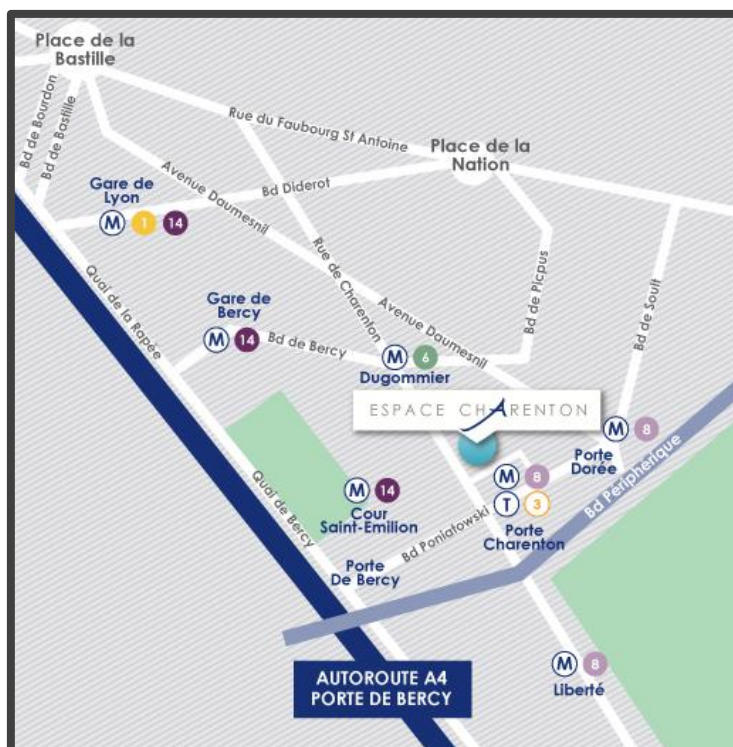 Place de la
Bastille
Bd de Bourdon
Bd de Bastille
Rue du Faubourg St Antoine
Place de la
Nation
Gare de
Lyon
M 1 14
Avenue Daumesnil
Bd Diderot
Quai de la Rapée
Rue de Charenton
Avenue Daumesnil
Bd de Picpus
Bd de Soult
Gare de
Bercy
M 14
Bd de Bercy
M 6
Dugommier
ESPACE CHARENTON
M 8
Porte
Dorée
M 8
T 3
Porte
Charenton
Bd Péripherique
M 14
Cour
Saint-Emilion
Quai de Bercy
Bd Poniatowski
Porte
De Bercy
M 8
Liberté
AUTOROUTE A4
PORTE DE BERCY